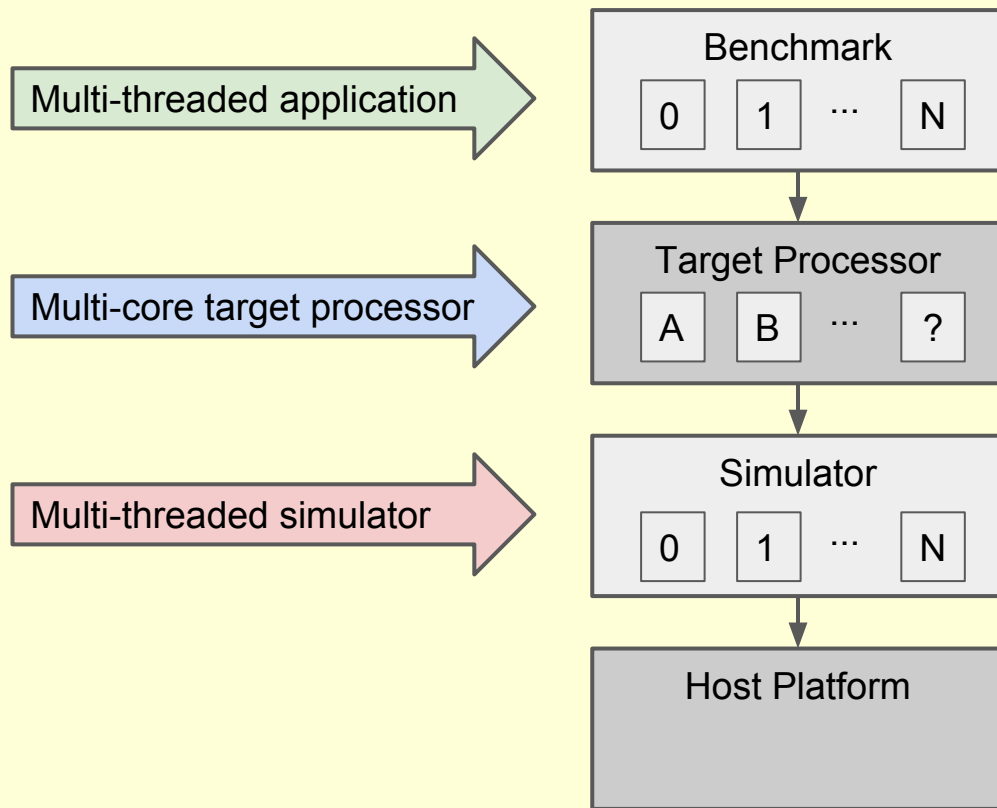 Benchmark
Multi-threaded application
0 1 ... N
Target Processor
Multi-core target processor
A B ... ?
Simulator
Multi-threaded simulator
0 1 ... N
Host Platform